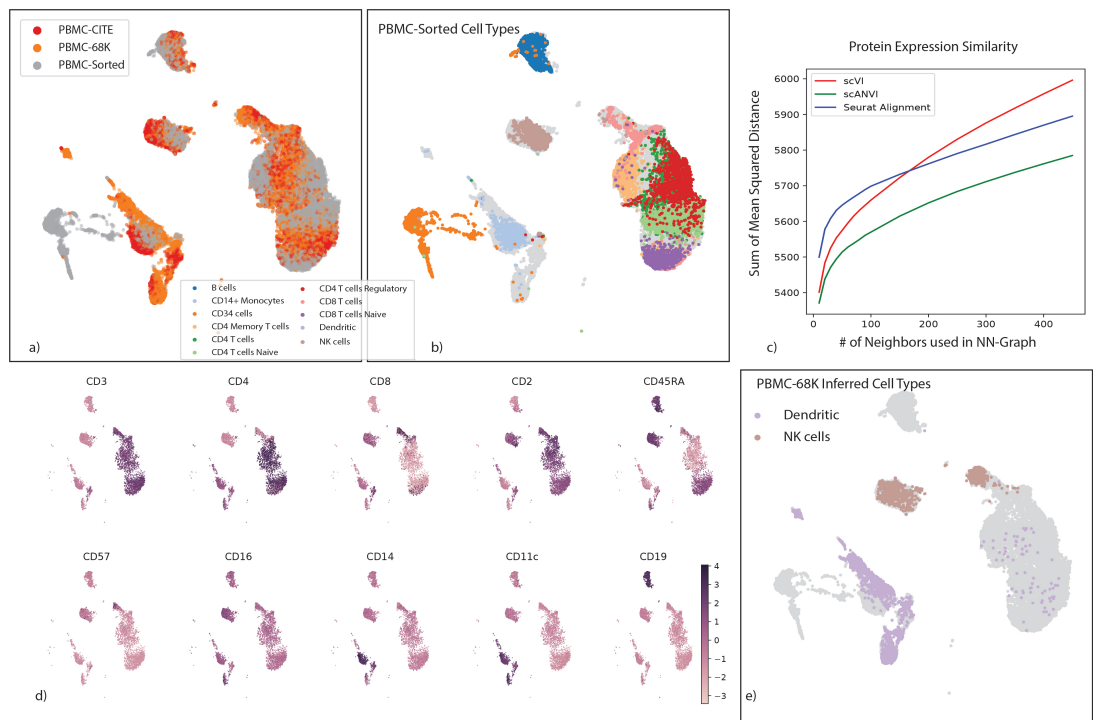 PBMC-CITE
PBMC-68K
PBMC-Sorted
a)
PBMC-Sorted Cell Types
b)
B cells
CD14+ Monocytes
CD34 cells
CD4 Memory T cells
CD4 T cells
CD4 T cells Naive
CD4 T cells Regulatory
CD8 T cells
CD8 T cells Naive
Dendritic
NK cells
Protein Expression Similarity
scVI
scANVI
Seurat Alignment
Sum of Mean Squared Distance
6000
5900
5800
5700
5600
5500
5400
0
100
200
300
400
# of Neighbors used in NN-Graph
c)
CD3
CD4
CD8
CD2
CD45RA
CD57
CD16
CD14
CD11c
CD19
4
3
2
1
0
−1
−2
−3
d)
PBMC-68K Inferred Cell Types
Dendritic
NK cells
e)